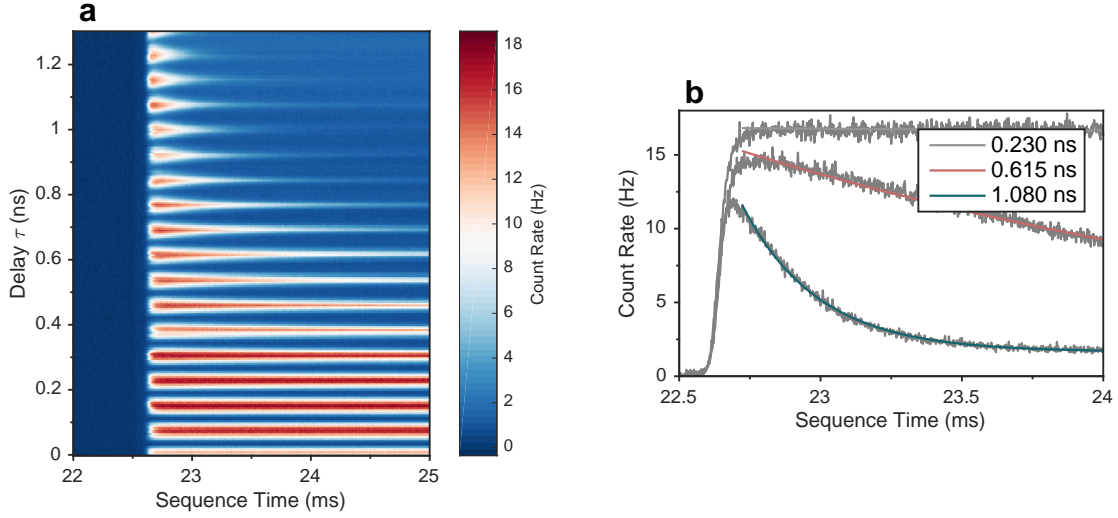 a
1.2
1
0.8
0.6
0.4
0.2
0
Delay τ (ns)
22
23
24
25
Sequence Time (ms)
18
16
14
12
10
8
6
4
2
0
Count Rate (Hz)
b
15
10
5
0
Count Rate (Hz)
0.230 ns
0.615 ns
1.080 ns
22.5
23
23.5
24
Sequence Time (ms)